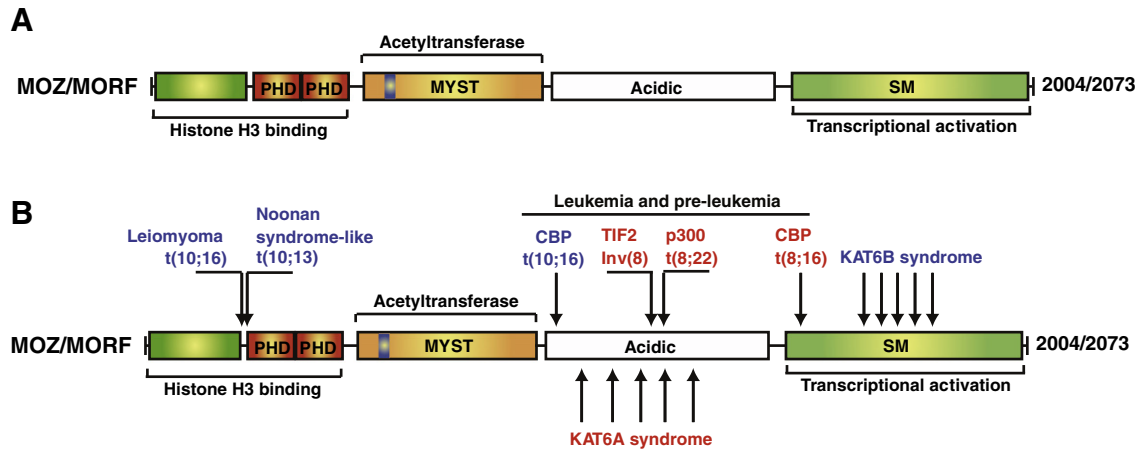 A
Acetyltransferase
MOZ/MORF
PHD PHD
MYST
Acidic
SM
2004/2073
Histone H3 binding
Transcriptional activation
B
Leukemia and pre-leukemia
Leiomyoma
t(10;16)
Noonan
syndrome-like
t(10;13)
CBP
t(10;16)
TIF2
Inv(8)
p300
t(8;22)
CBP
t(8;16)
KAT6B syndrome
Acetyltransferase
MOZ/MORF
PHD PHD
MYST
Acidic
SM
2004/2073
Histone H3 binding
Transcriptional activation
KAT6A syndrome